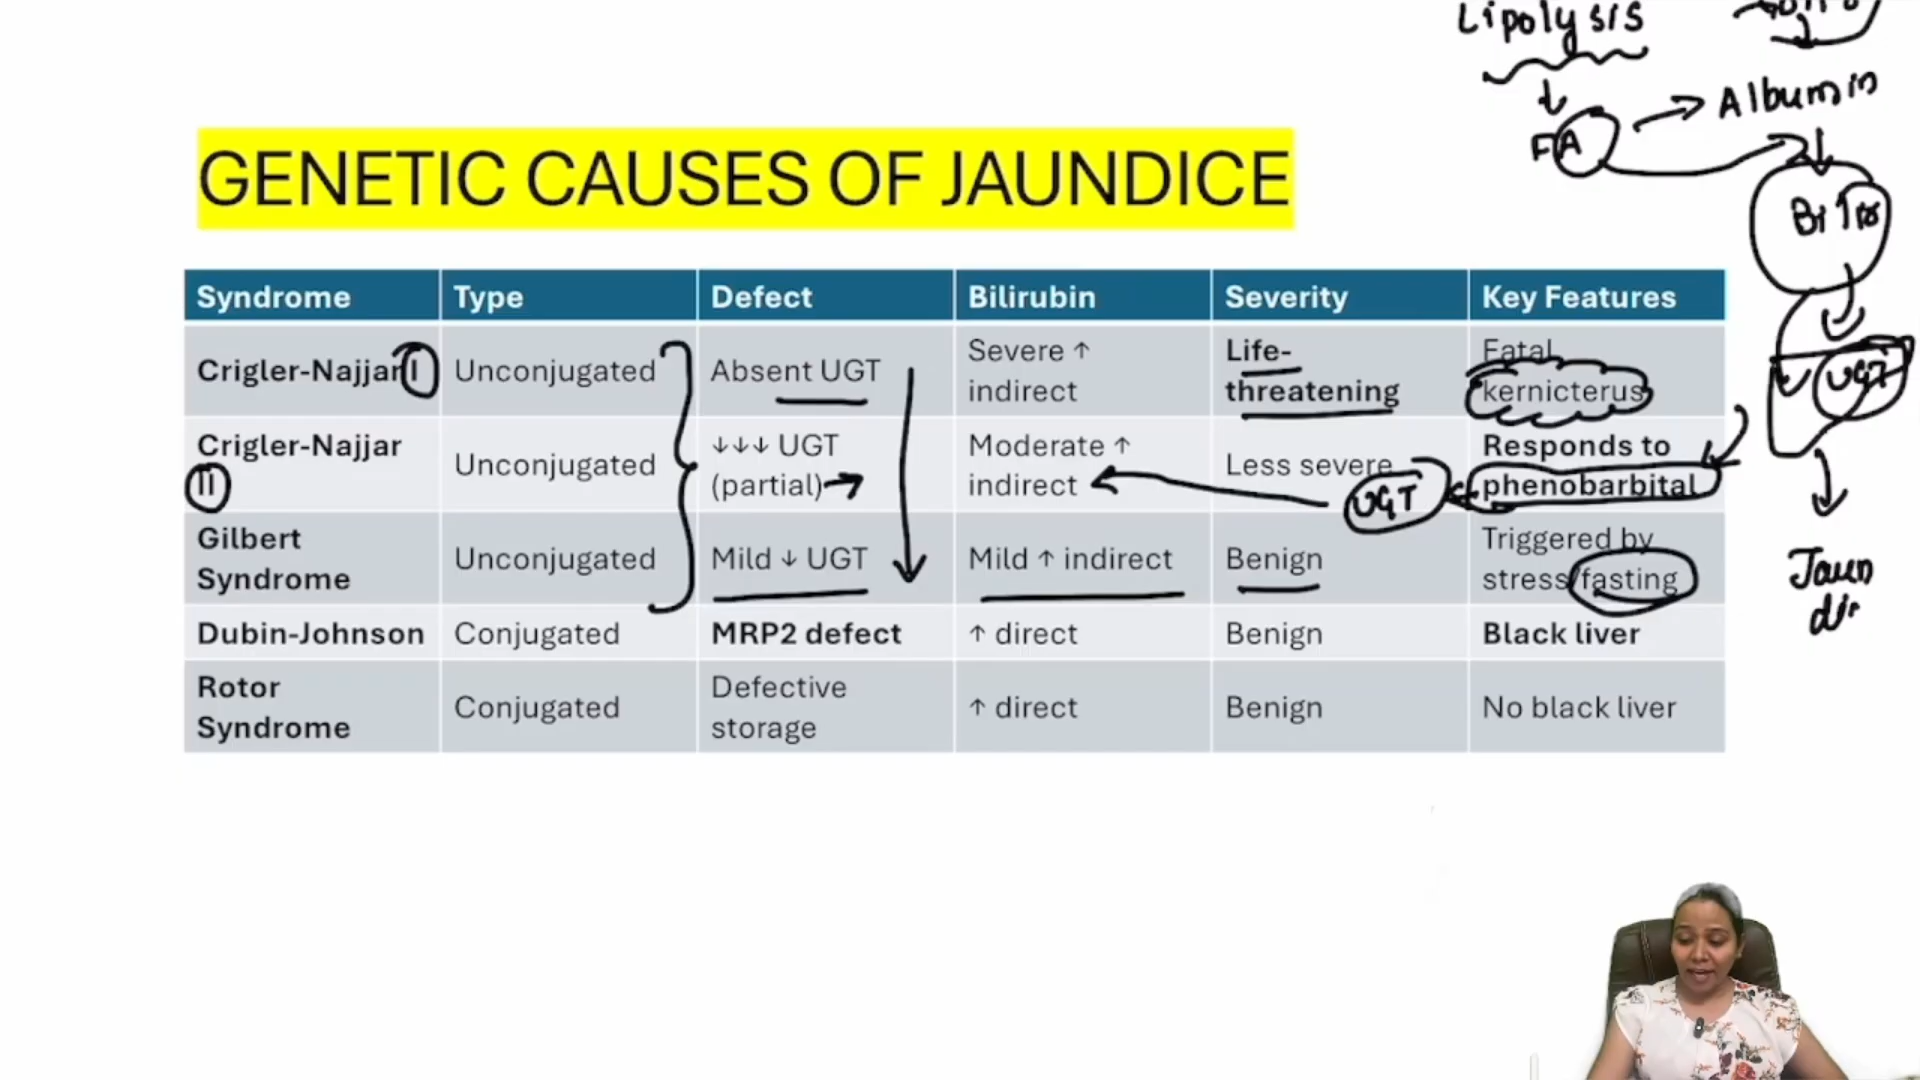 Lipolysis
FA
Albumin
UGT
Jaun
GENETIC CAUSES OF JAUNDICE
Syndrome Type Defect Bilirubin Severity Key Features
Crigler-Najjar I Unconjugated Absent UGT Severe ↑ indirect Life-threatening Fatal kernicterus
Crigler-Najjar II Unconjugated ↓↓↓ UGT (partial) Moderate ↑ indirect Less severe Responds to phenobarbital
UGT
Gilbert Syndrome Unconjugated Mild ↓ UGT Mild ↑ indirect Benign Triggered by stress/fasting
Dubin-Johnson Conjugated MRP2 defect ↑ direct Benign Black liver
Rotor Syndrome Conjugated Defective storage ↑ direct Benign No black liver